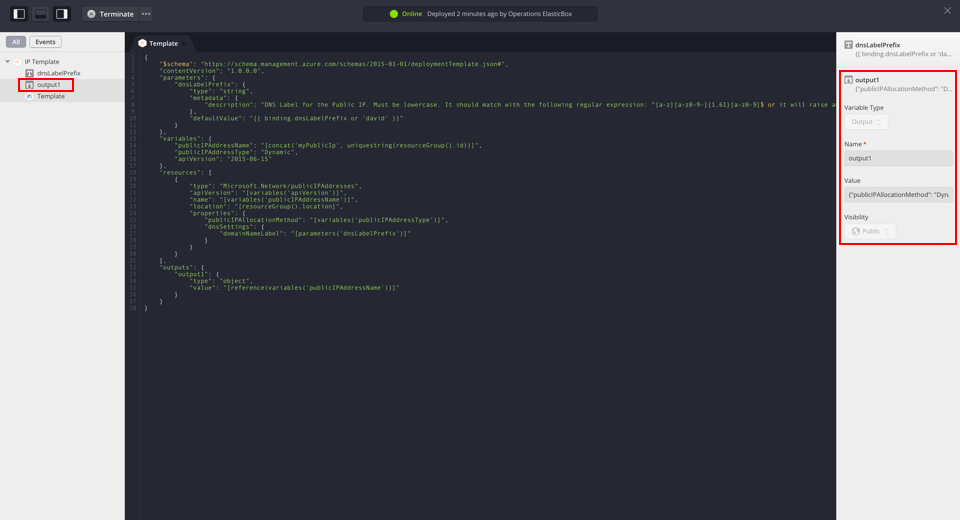 Terminate
Online Deployed 2 minutes ago by Operations ElasticBox
All
Events
IP Template
dnsLabelPrefix
output1
Template
Template
1 {
2 "$schema": "https://schema.management.azure.com/schemas/2015-01-01/deploymentTemplate.json#",
3 "contentVersion": "1.0.0.0",
4 "parameters": {
5 "dnsLabelPrefix": {
6 "type": "string",
7 "metadata": {
8 "description": "DNS Label for the Public IP. Must be lowercase. It should match with the following regular expression: ^[a-z][a-z0-9-]{1,61}[a-z0-9]$ or it will raise a
9 },
10 "defaultValue": "{{ binding.dnsLabelPrefix or 'david' }}"
11 }
12 },
13 "variables": {
14 "publicIPAddressName": "[concat('myPublicIp', uniquestring(resourceGroup().id))]",
15 "publicIPAddressType": "Dynamic",
16 "apiVersion": "2015-06-15"
17 },
18 "resources": [
19 {
20 "type": "Microsoft.Network/publicIPAddresses",
21 "apiVersion": "[variables('apiVersion')]",
22 "name": "[variables('publicIPAddressName')]",
23 "location": "[resourceGroup().location]",
24 "properties": {
25 "publicIPAllocationMethod": "[variables('publicIPAddressType')]",
26 "dnsSettings": {
27 "domainNameLabel": "[parameters('dnsLabelPrefix')]"
28 }
29 }
30 }
31 ],
32 "outputs": {
33 "output1": {
34 "type": "object",
35 "value": "[reference(variables('publicIPAddressName'))]"
36 }
37 }
38 }
dnsLabelPrefix
{{ binding.dnsLabelPrefix or 'da...
output1
{"publicIPAllocationMethod": "D...
Variable Type
Output
Name *
output1
Value
{"publicIPAllocationMethod": "Dyn
Visibility
Public